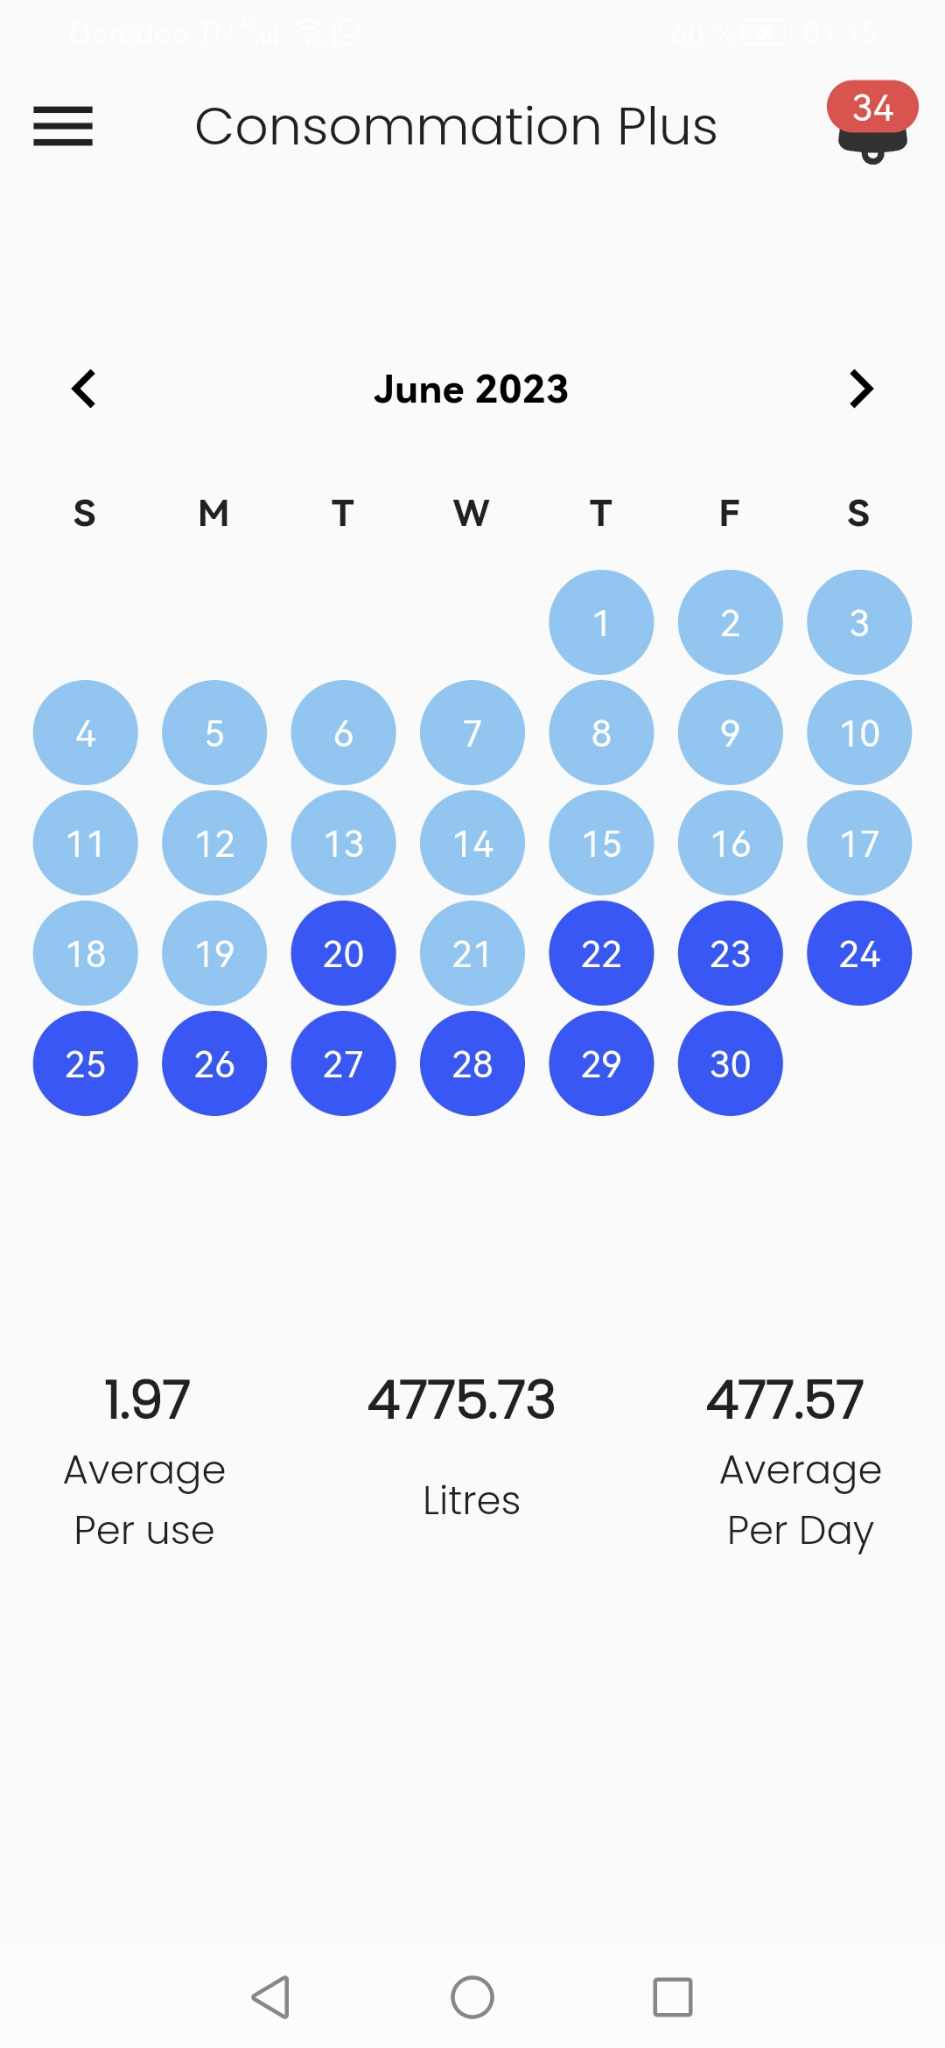 Ooredoo TN
Consommation Plus
34
June 2023
S M T W T F S
1 2 3
4 5 6 7 8 9 10
11 12 13 14 15 16 17
18 19 20 21 22 23 24
25 26 27 28 29 30
1.97 4775.73 477.57
Average Litres Average
Per use Per Day